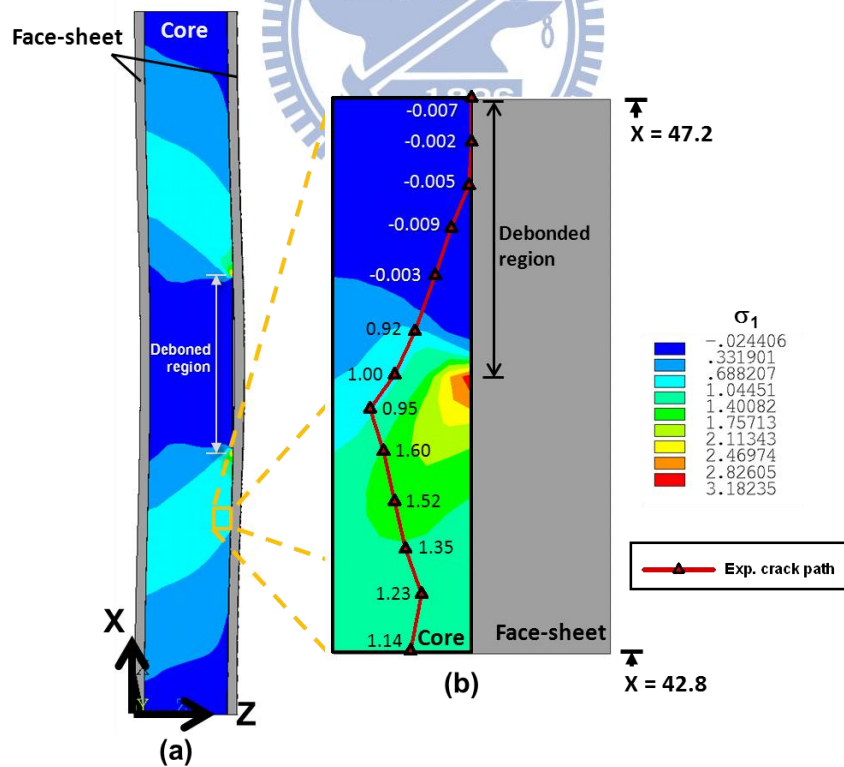 Face-sheet
Core
Deboned
region
X
Z
X
Y
Z
(a)
1896
-0.007
-0.002
-0.005
-0.009
-0.003
0.92
1.00
0.95
1.60
1.52
1.35
1.23
1.14
Debonded
region
Core
Face-sheet
(b)
X = 47.2
X = 42.8
σ1
-.024406
.331901
.688207
1.04451
1.40082
1.75713
2.11343
2.46974
2.82605
3.18235
Exp. crack path